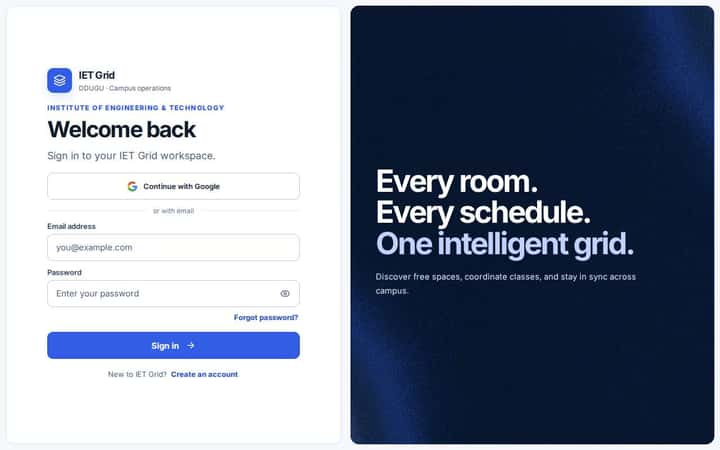 IET Grid
DDUGU · Campus operations
INSTITUTE OF ENGINEERING & TECHNOLOGY
Welcome back
Sign in to your IET Grid workspace.
Continue with Google
or with email
Email address
you@example.com
Password
Enter your password
Forgot password?
Sign in →
New to IET Grid? Create an account
Every room.
Every schedule.
One intelligent grid.
Discover free spaces, coordinate classes, and stay in sync across
campus.